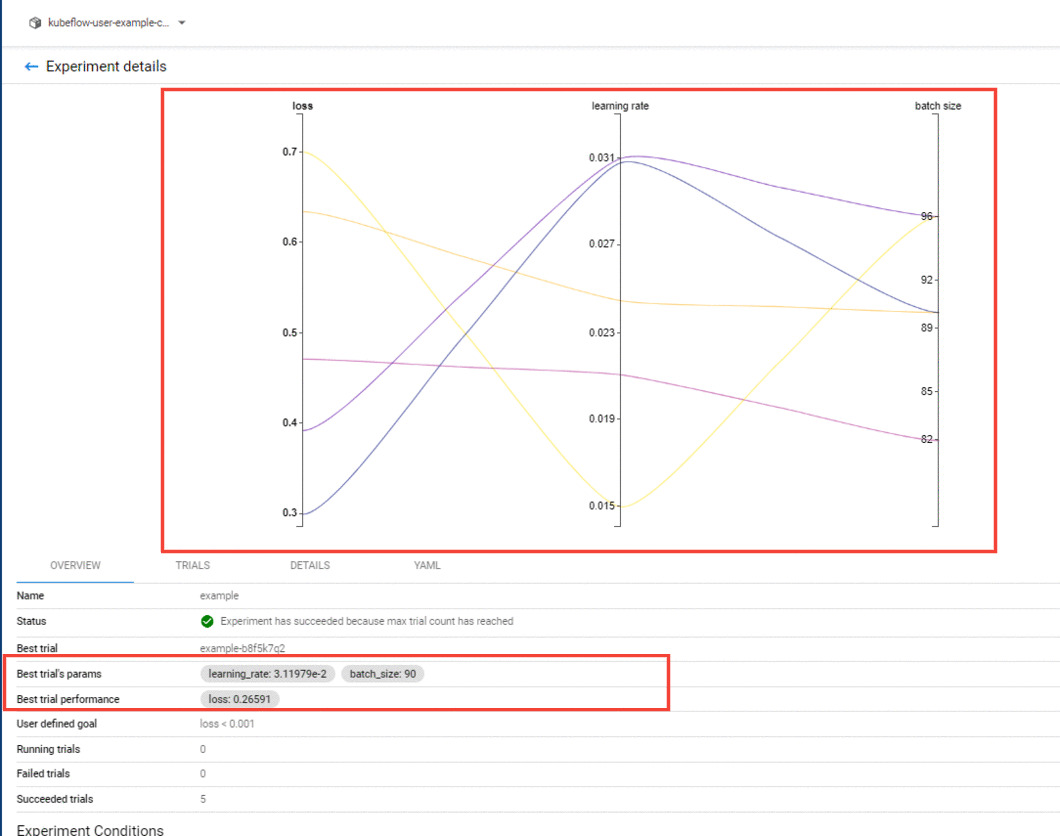 kubeflow-user-example-c...
Experiment details
loss learning rate batch size
0.7
0.6
0.5
0.4
0.3
0.031
0.027
0.023
0.019
0.015
96
92
89
85
82
OVERVIEW TRIALS DETAILS YAML
Name example
Status Experiment has succeeded because max trial count has reached
Best trial example-b8f5k7q2
Best trial's params learning_rate: 3.11979e-2 batch_size: 90
Best trial performance loss: 0.26591
User defined goal loss < 0.001
Running trials 0
Failed trials 0
Succeeded trials 5
Experiment Conditions